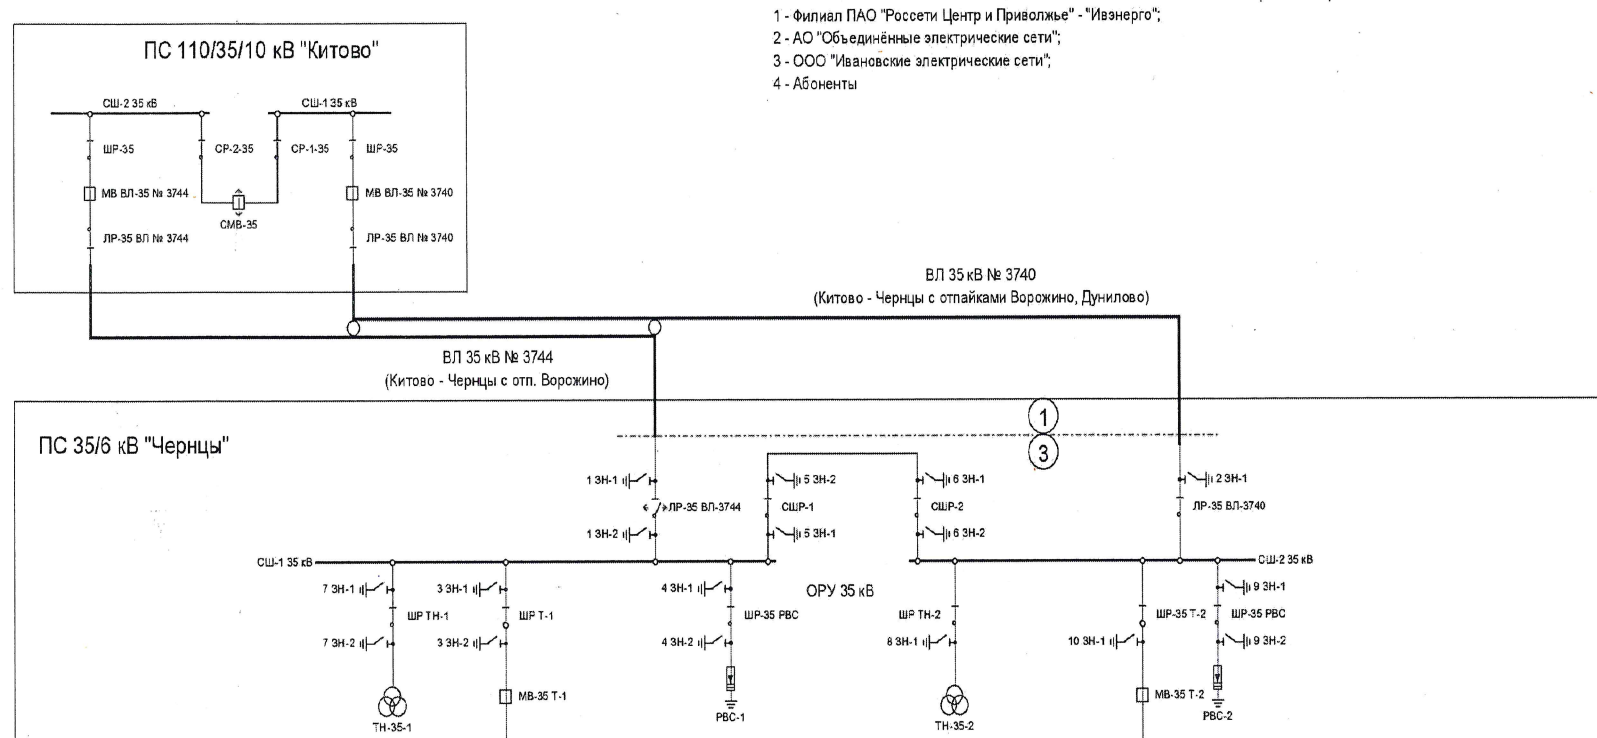 1 - Филиал ПАО "Россети Центр и Приволжье" - "Ивэнерго";
2 - АО "Объединённые электрические сети";
3 - ООО "Ивановские электрические сети";
4 - Абоненты
ПС 110/35/10 кВ "Китово"
СШ-2 35 кВ
СШ-1 35 кВ
ШР-35
СР-2-35
СР-1-35
ШР-35
МВ ВЛ-35 № 3744
МВ ВЛ-35 № 3740
СМВ-35
ЛР-35 ВЛ № 3744
ЛР-35 ВЛ № 3740
ВЛ 35 кВ № 3740
(Китово - Чернцы с отпайками Ворожино, Дунилово)
ВЛ 35 кВ № 3744
(Китово - Чернцы с отп. Ворожино)
1
3
ПС 35/6 кВ "Чернцы"
1 ЗН-1
5 ЗН-2
6 ЗН-1
2 ЗН-1
ЛР-35 ВЛ-3744
СШР-1
СШР-2
ЛР-35 ВЛ-3740
1 ЗН-2
5 ЗН-1
6 ЗН-2
СШ-1 35 кВ
СШ-2 35 кВ
ОРУ 35 кВ
7 ЗН-1
3 ЗН-1
4 ЗН-1
9 ЗН-1
ШР ТН-1
ШР Т-1
ШР-35 РВС
ШР ТН-2
ШР-35 Т-2
ШР-35 РВС
7 ЗН-2
3 ЗН-2
4 ЗН-2
8 ЗН-1
10 ЗН-1
9 ЗН-2
МВ-35 Т-1
МВ-35 Т-2
ТН-35-1
РВС-1
ТН-35-2
РВС-2